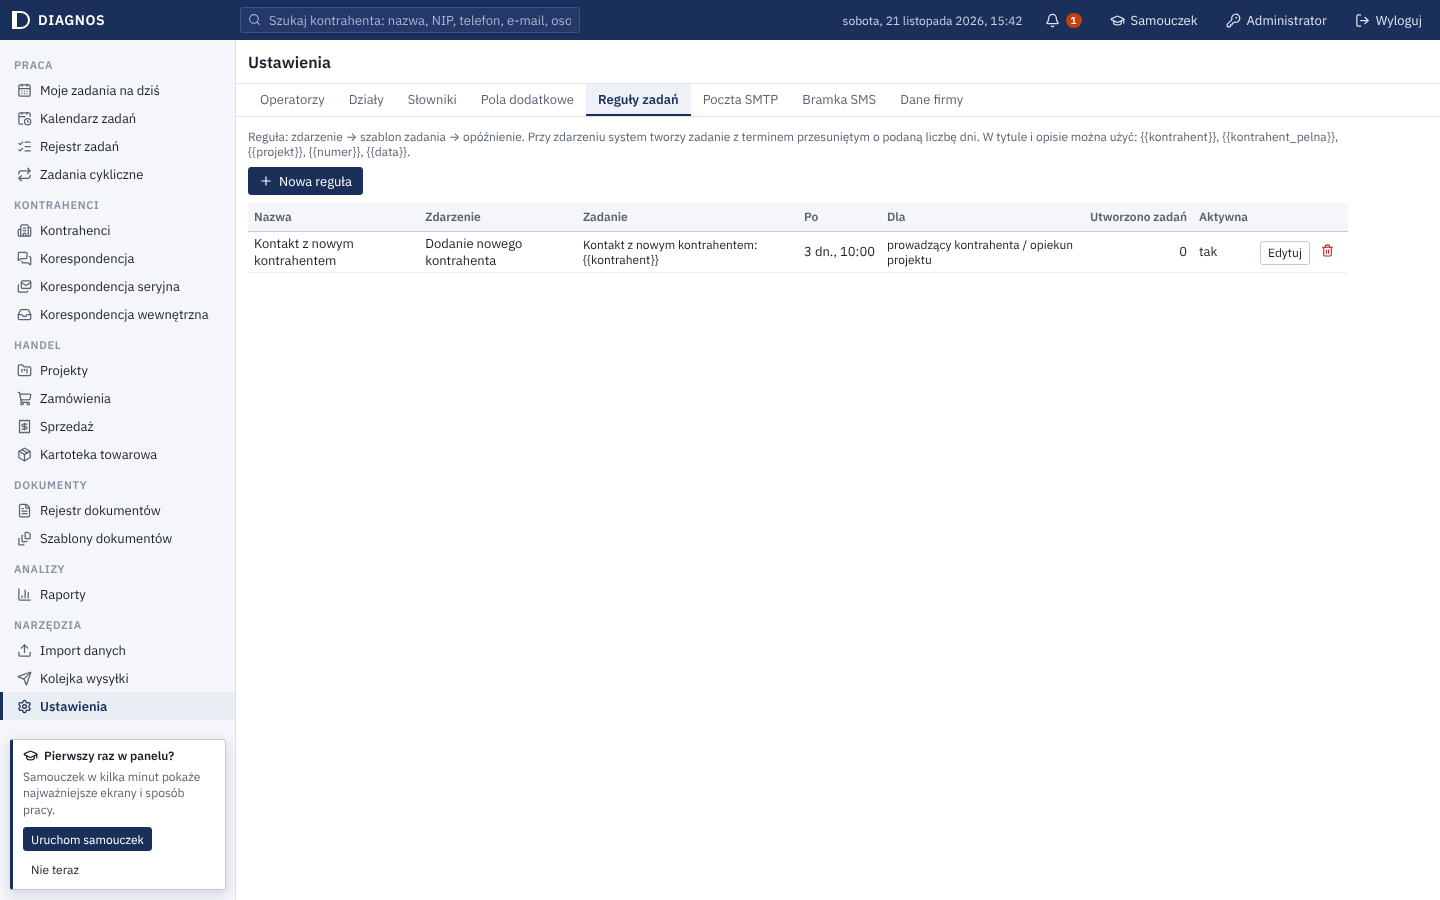 DIAGNOS
Szukaj kontrahenta: nazwa, NIP, telefon, e-mail, oso
sobota, 21 listopada 2026, 15:42
1
Samouczek
Administrator
Wyloguj
PRACA
Moje zadania na dziś
Kalendarz zadań
Rejestr zadań
Zadania cykliczne
KONTRAHENCI
Kontrahenci
Korespondencja
Korespondencja seryjna
Korespondencja wewnętrzna
HANDEL
Projekty
Zamówienia
Sprzedaż
Kartoteka towarowa
DOKUMENTY
Rejestr dokumentów
Szablony dokumentów
ANALIZY
Raporty
NARZĘDZIA
Import danych
Kolejka wysyłki
Ustawienia
Pierwszy raz w panelu?
Samouczek w kilka minut pokaże
najważniejsze ekrany i sposób
pracy.
Uruchom samouczek
Nie teraz
Ustawienia
Operatorzy
Działy
Słowniki
Pola dodatkowe
Reguły zadań
Poczta SMTP
Bramka SMS
Dane firmy
Reguła: zdarzenie → szablon zadania → opóźnienie. Przy zdarzeniu system tworzy zadanie z terminem przesuniętym o podaną liczbę dni. W tytule i opisie można użyć: {{kontrahent}}, {{kontrahent_pelna}},
{{projekt}}, {{numer}}, {{data}}.
+ Nowa reguła
Nazwa
Zdarzenie
Zadanie
Po
Dla
Utworzono zadań
Aktywna
Kontakt z nowym
kontrahentem
Dodanie nowego
kontrahenta
Kontakt z nowym kontrahentem:
{{kontrahent}}
3 dn., 10:00
prowadzący kontrahenta / opiekun
projektu
0
tak
Edytuj